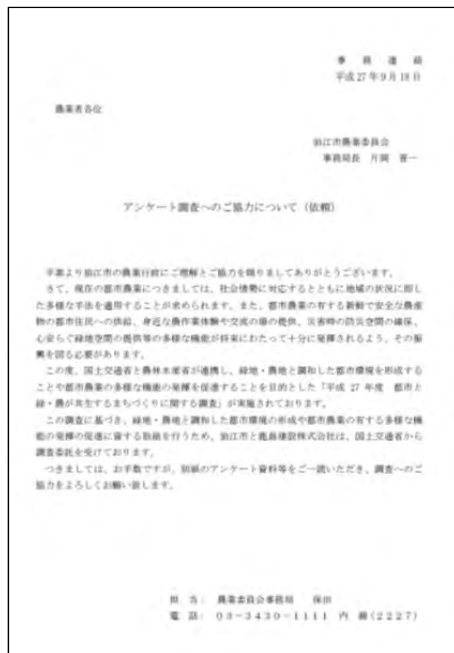 事 務 連 絡
平成27年9月18日
農業者各位
狛江市農業委員会
事務局長 片岡 晋一
アンケート調査へのご協力について（依頼）
平素より狛江市の農業行政にご理解とご協力を賜りましてありがとうございます。
さて、現在の都市農業につきましては、社会情勢に対応するとともに地域の状況に即し
た多様な手法を適用することが求められます。また、都市農業の有する新鮮で安全な農産
物の都市住民への供給、身近な農作業体験や交流の場の提供、災害時の防災空間の確保、
心安らぐ緑地空間の提供等の多様な機能が将来にわたって十分に発揮されるよう、その振
興を図る必要があります。
この度、国土交通省と農林水産省が連携し、緑地・農地と調和した都市環境を形成する
ことや都市農業の多様な機能の発揮を促進することを目的とした「平成 27 年度 都市と
緑・農が共生するまちづくりに関する調査」が実施されております。
この調査に基づき、緑地・農地と調和した都市環境の形成や都市農業の有する多様な機
能の発揮の促進に資する取組を行うため、狛江市と鹿島建設株式会社は、国土交通省から
調査委託を受けております。
つきましては、お手数ですが、別紙のアンケート資料等をご一読いただき、調査へのご
協力をよろしくお願い致します。
担 当： 農業委員会事務局 保田
電 話： 03-3430-1111 内 線(2227)